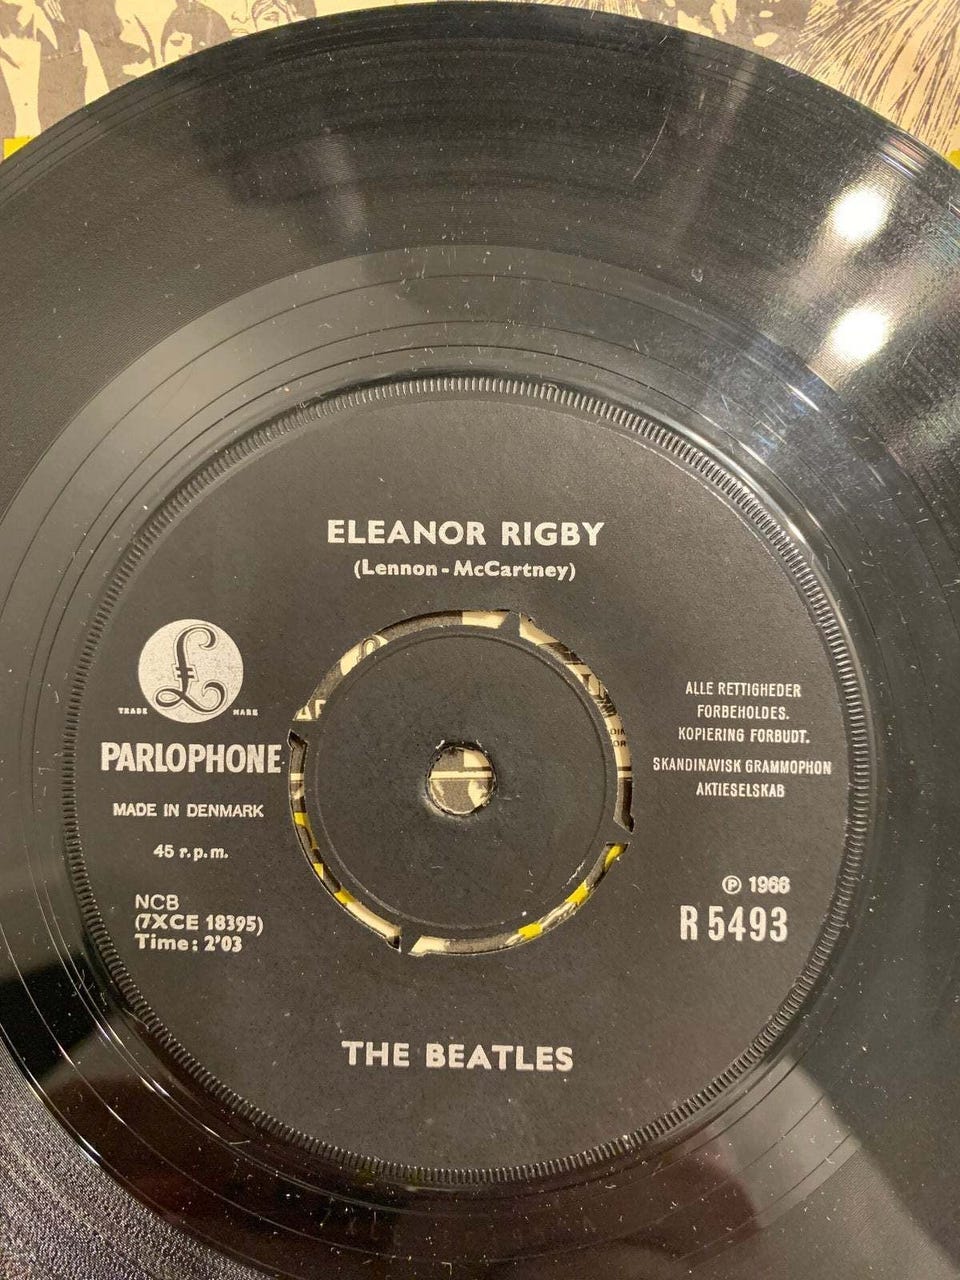 ELEANOR RIGBY
(Lennon - McCartney)
£
TRADE MARK
PARLOPHONE
MADE IN DENMARK
45 r.p.m.
NCB
(7XCE 18395)
Time: 2'03
ALLE RETTIGHEDER
FORBEHOLDES.
KOPIERING FORBUDT.
SKANDINAVISK GRAMMOPHON
AKTIESELSKAB
Ⓟ 1966
R 5493
THE BEATLES